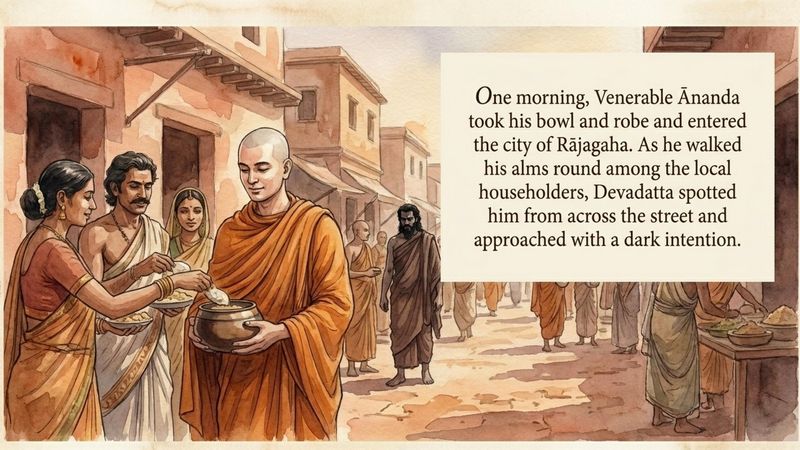 One morning, Venerable Ānanda
took his bowl and robe and entered
the city of Rājagaha. As he walked
his alms round among the local
householders, Devadatta spotted
him from across the street and
approached with a dark intention.